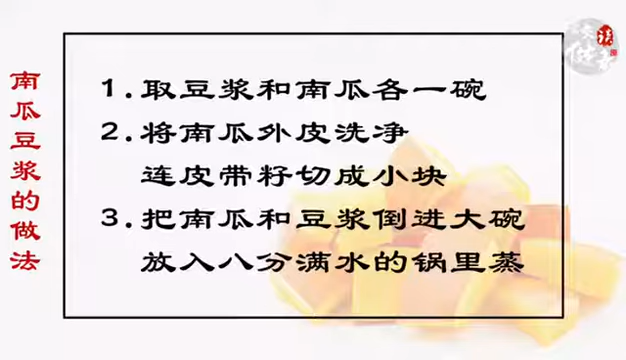 南瓜豆浆的做法
1.取豆浆和南瓜各一碗
2.将南瓜外皮洗净
连皮带籽切成小块
3.把南瓜和豆浆倒进大碗
放入八分满水的锅里蒸